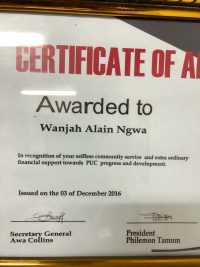 CERTIFICATE OF A
Awarded to
Wanjah Alain Ngwa
In recognition of your selfless community service and extra ordinary
financial support towards PUC progress and development.
Issued on the 03 of December 2016
Secretary General
Awa Collins
President
Philemon Tamum